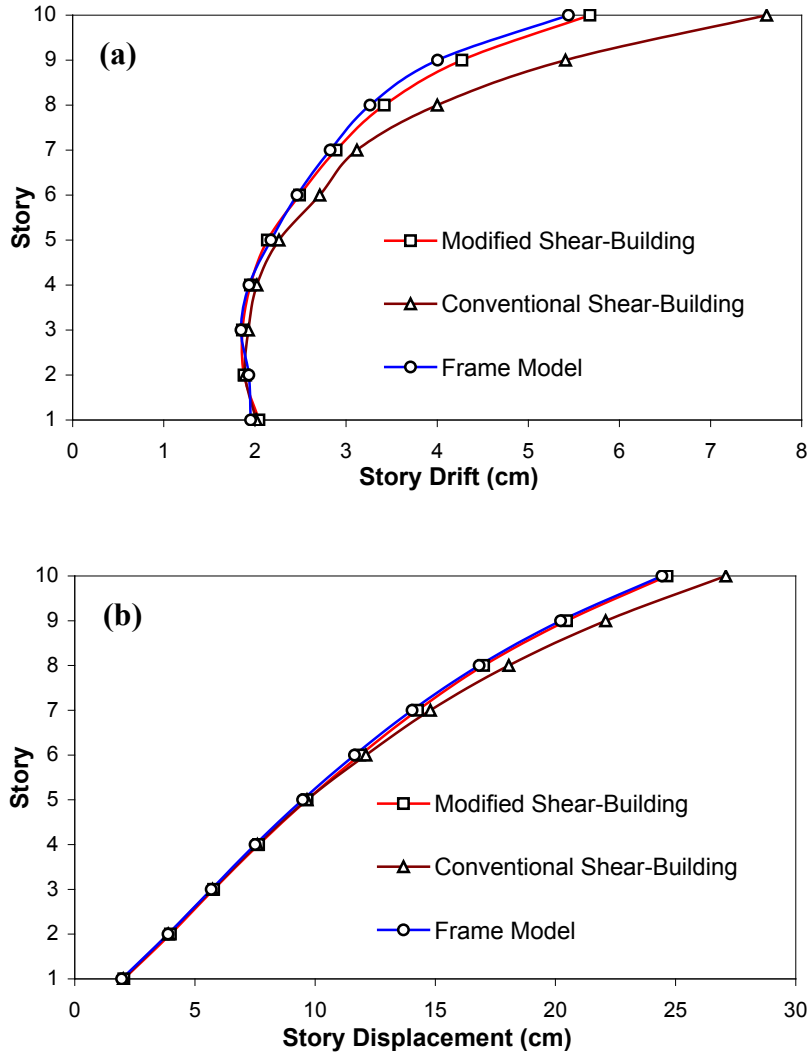 10
(a)
9
8
7
6
Story
5
Modified Shear-Building
4
Conventional Shear-Building
3
2
Frame Model
1
0 1 2 3 4 5 6 7 8
Story Drift (cm)
10
(b)
9
8
7
6
Story
5
Modified Shear-Building
4
Conventional Shear-Building
3
2
Frame Model
1
0 5 10 15 20 25 30
Story Displacement (cm)